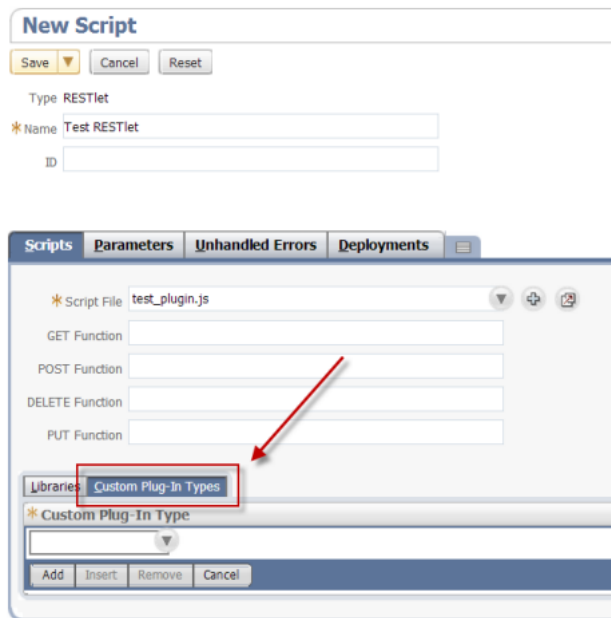 New Script
Save Cancel Reset
Type RESTlet
*Name Test RESTlet
ID
Scripts Parameters Unhandled Errors Deployments
*Script File test_plugin.js
GET Function
POST Function
DELETE Function
PUT Function
Libraries Custom Plug-In Types
*Custom Plug-In Type
Add Insert Remove Cancel